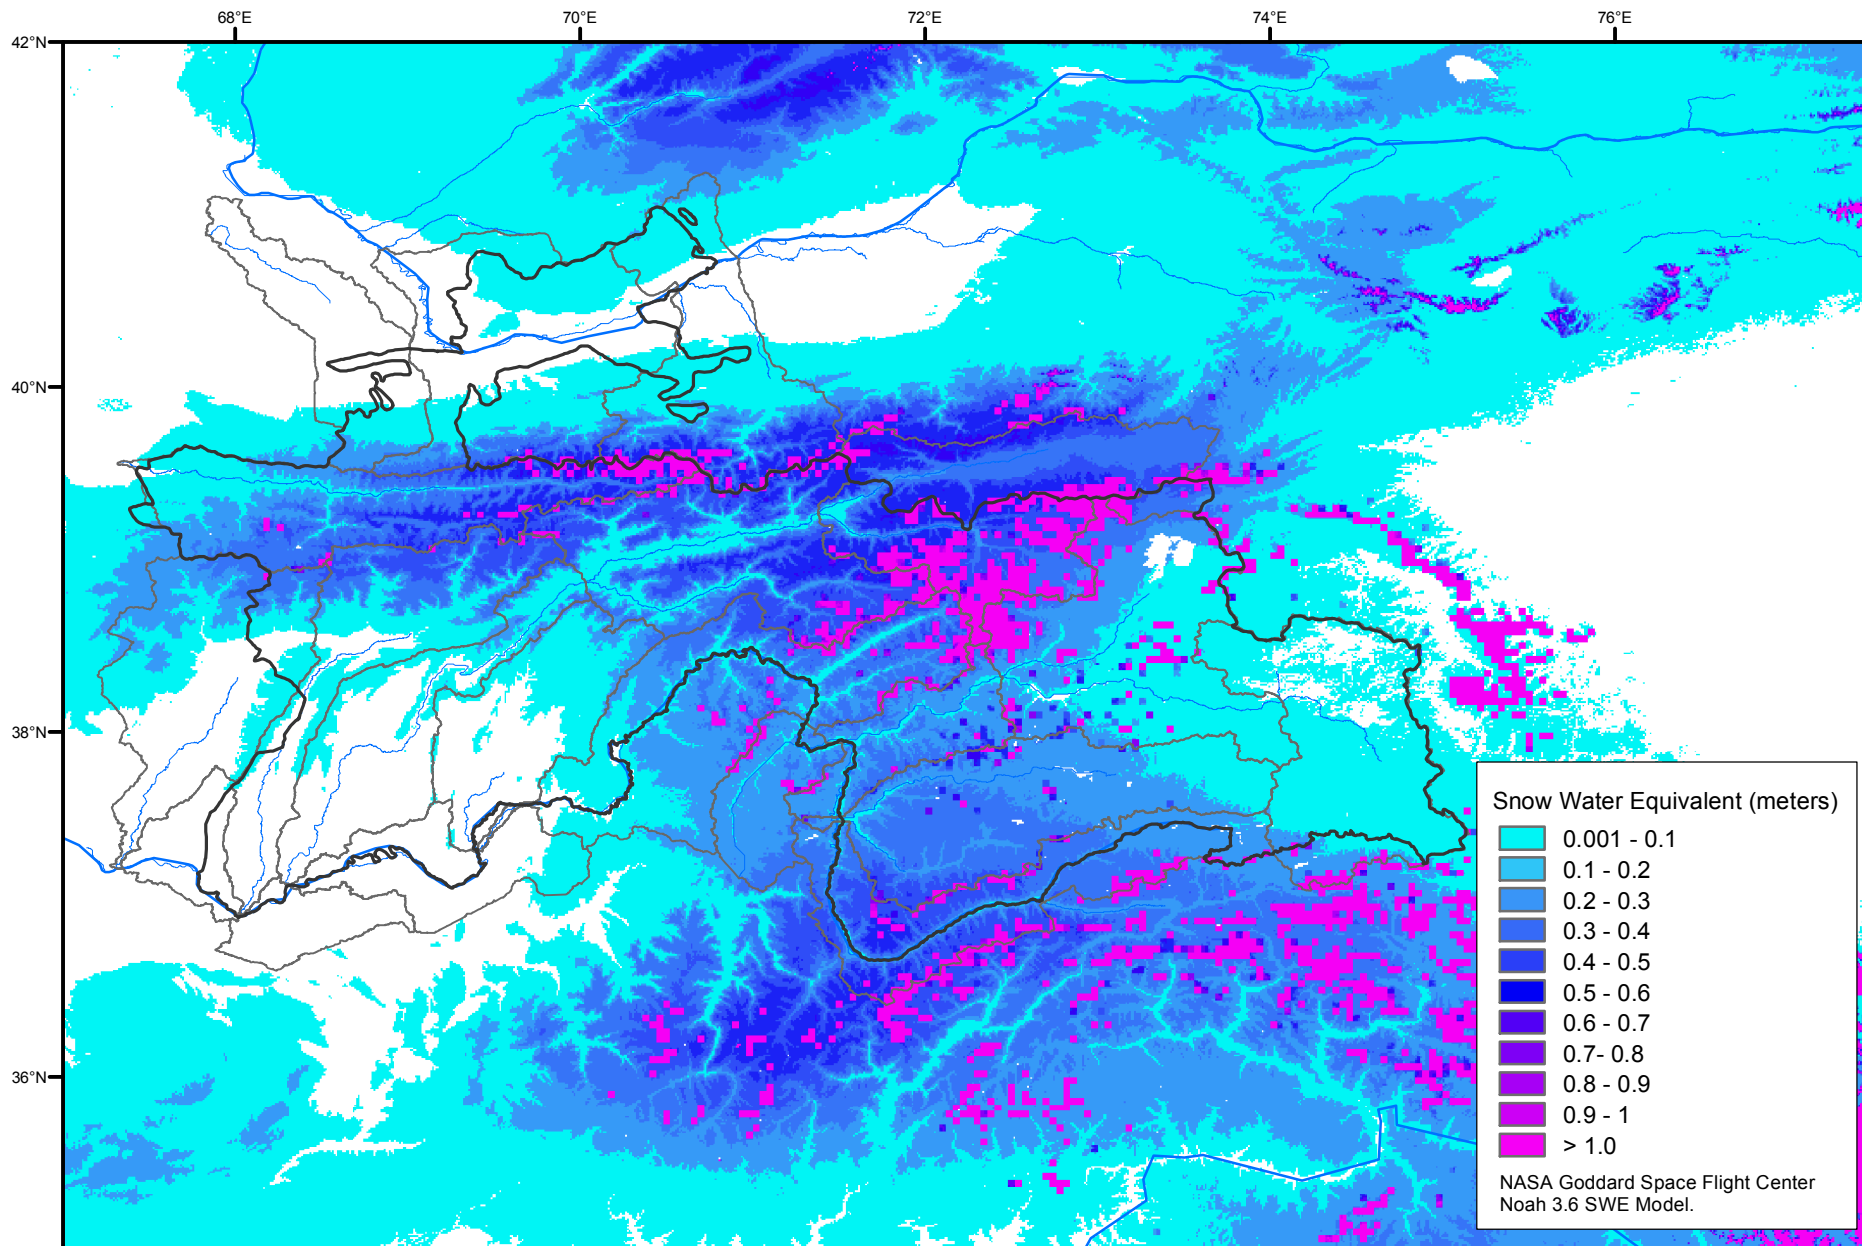 68°E 70°E 72°E 74°E 76°E
42°N
40°N
38°N
36°N
Snow Water Equivalent (meters)
0.001 - 0.1
0.1 - 0.2
0.2 - 0.3
0.3 - 0.4
0.4 - 0.5
0.5 - 0.6
0.6 - 0.7
0.7- 0.8
0.8 - 0.9
0.9 - 1
> 1.0
NASA Goddard Space Flight Center
Noah 3.6 SWE Model.